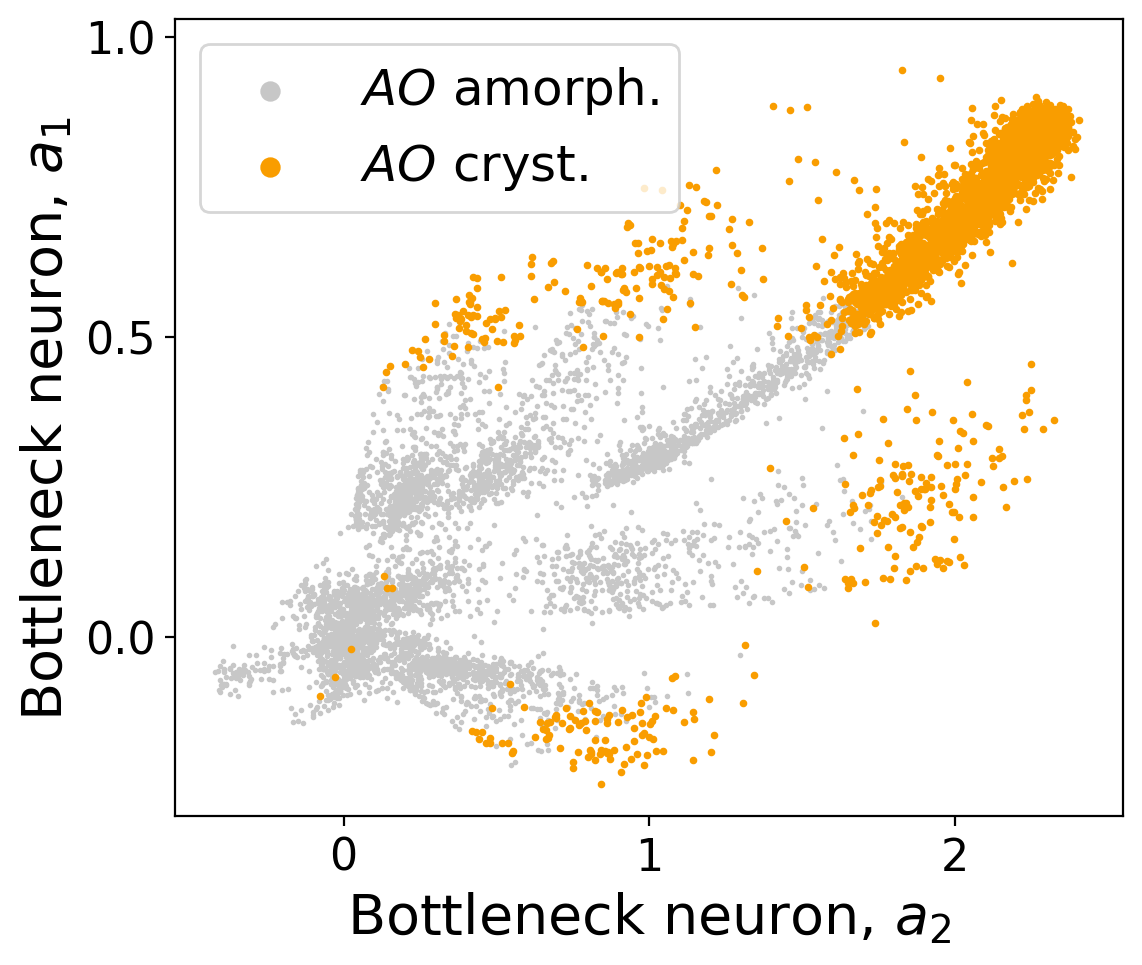 AO amorph.
AO cryst.
Bottleneck neuron, a₁
1.0
0.5
0.0
0
1
2
Bottleneck neuron, a₂